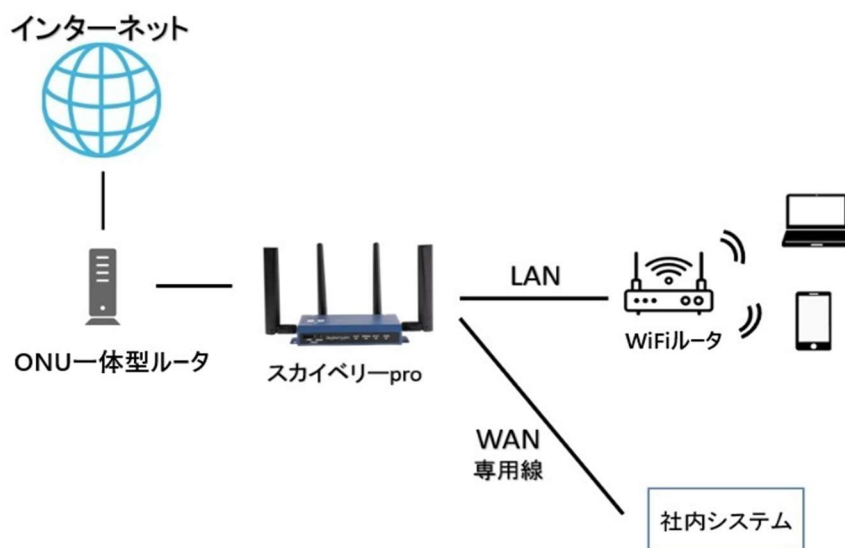 インターネット
ONU一体型ルータ
スカイベリーpro
LAN
WiFiルータ
WAN
専用線
社内システム